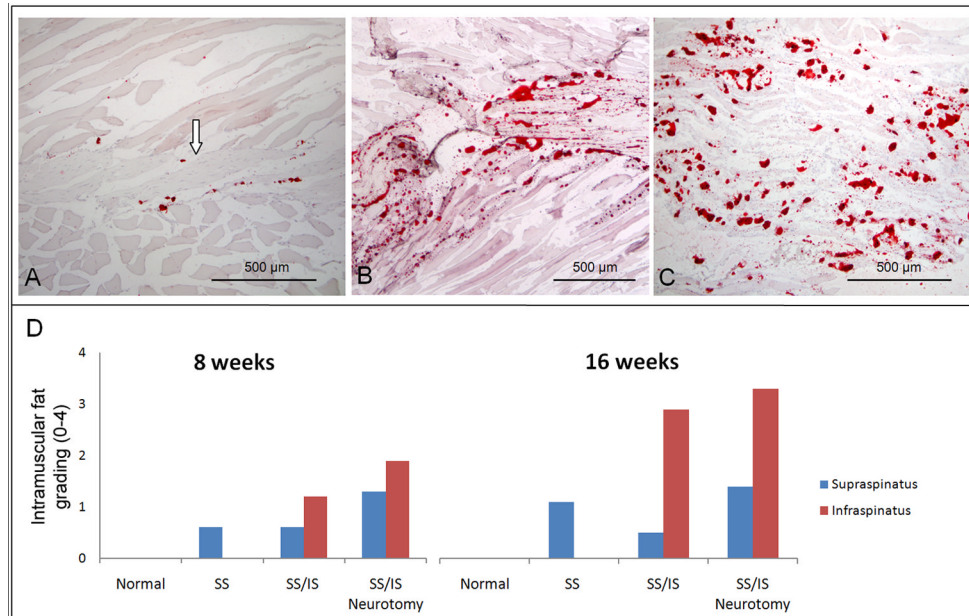 A
500 µm
B
500 µm
C
500 µm
D
8 weeks
16 weeks
Intramuscular fat
grading (0-4)
4
3
2
1
0
Normal
SS
SS/IS
SS/IS
Neurotomy
Normal
SS
SS/IS
SS/IS
Neurotomy
Supraspinatus
Infraspinatus